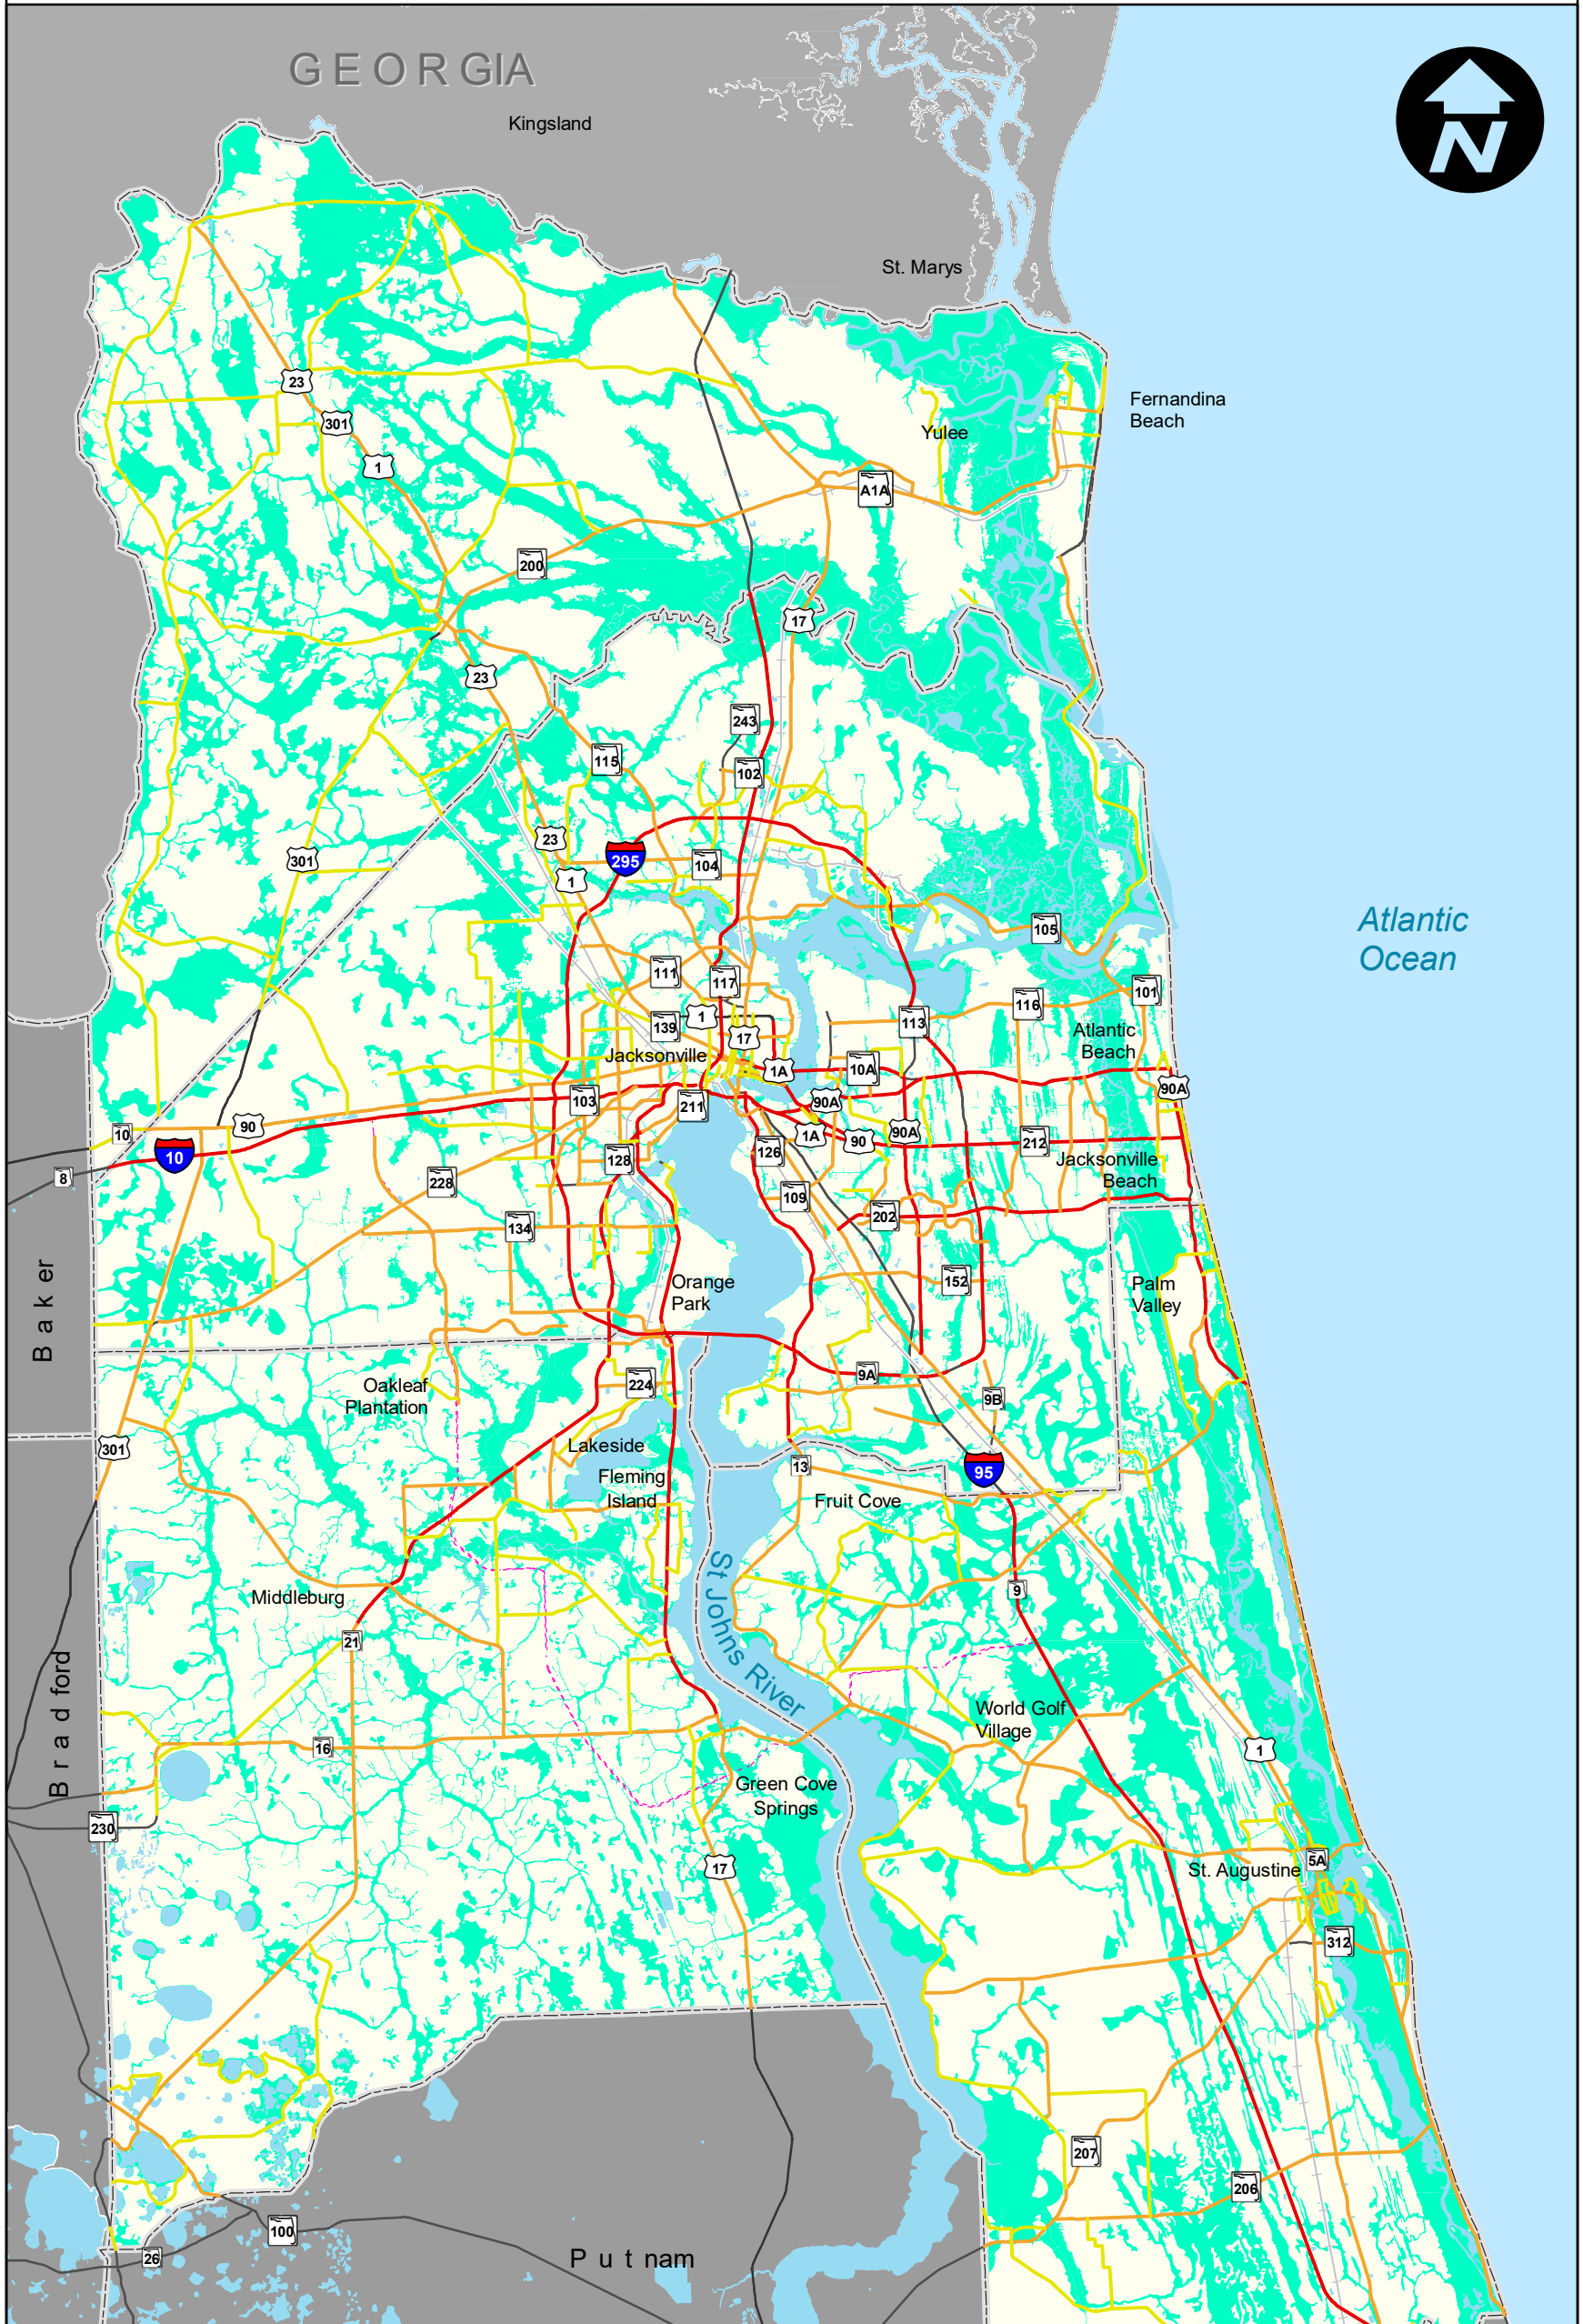 GEORGIA
Kingsland
N
St. Marys
23
Fernandina
Beach
301
Yulee
1
A1A
200
17
23
243
115
102
23
301
295
104
1
Atlantic
Ocean
105
111
117
101
116
1
113
139
17
Atlantic
Beach
Jacksonville
10A
1A
90A
103
90A
211
90
10
1A
90
90A
212
126
10
128
Jacksonville
Beach
8
228
109
202
134
Baker
Orange
Park
152
Palm
Valley
9A
224
Oakleaf
Plantation
9B
301
Lakeside
13
95
Fleming
Island
Fruit Cove
St Johns River
9
Middleburg
21
Bradford
World Golf
Village
16
1
Green Cove
Springs
230
17
St. Augustine
5A
312
207
206
100
26
Putnam